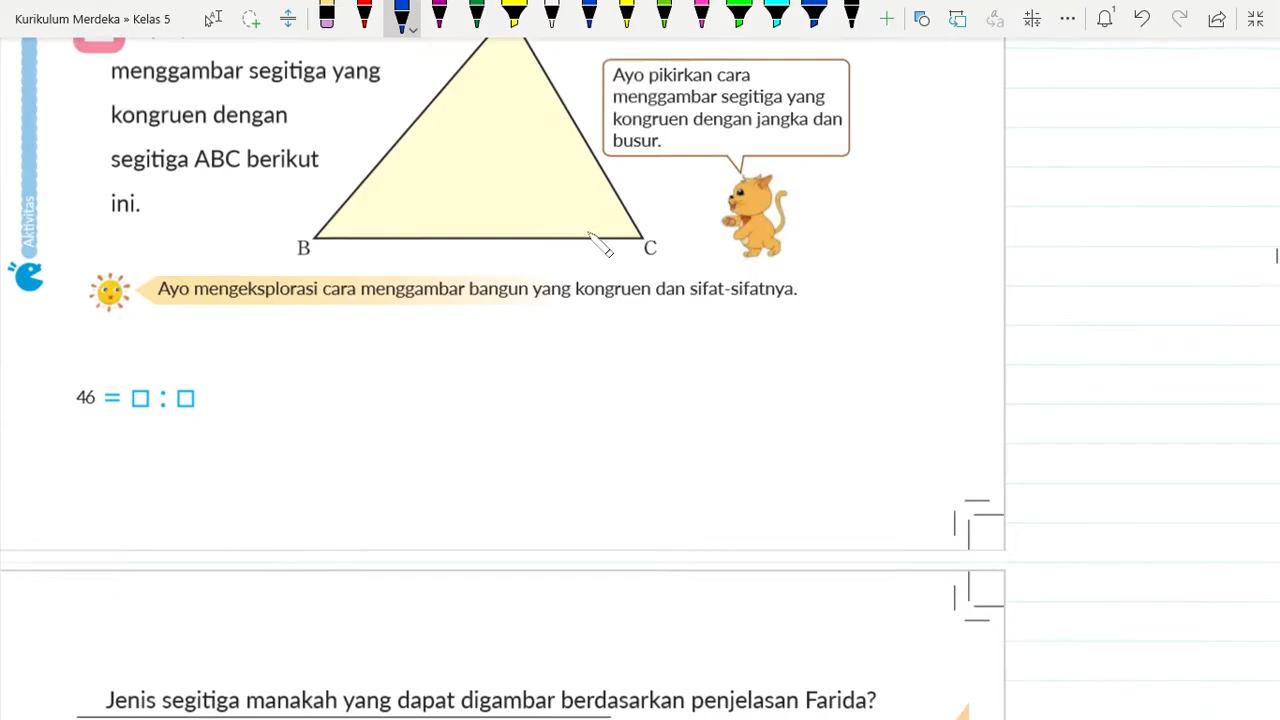 Kurikulum Merdeka » Kelas 5
menggambar segitiga yang
kongruen dengan
segitiga ABC berikut
ini.
Ayo pikirkan cara
menggambar segitiga yang
kongruen dengan jangka dan
busur.
B
C
Aktivitas
Ayo mengeksplorasi cara menggambar bangun yang kongruen dan sifat-sifatnya.
46 = □ : □
Jenis segitiga manakah yang dapat digambar berdasarkan penjelasan Farida?